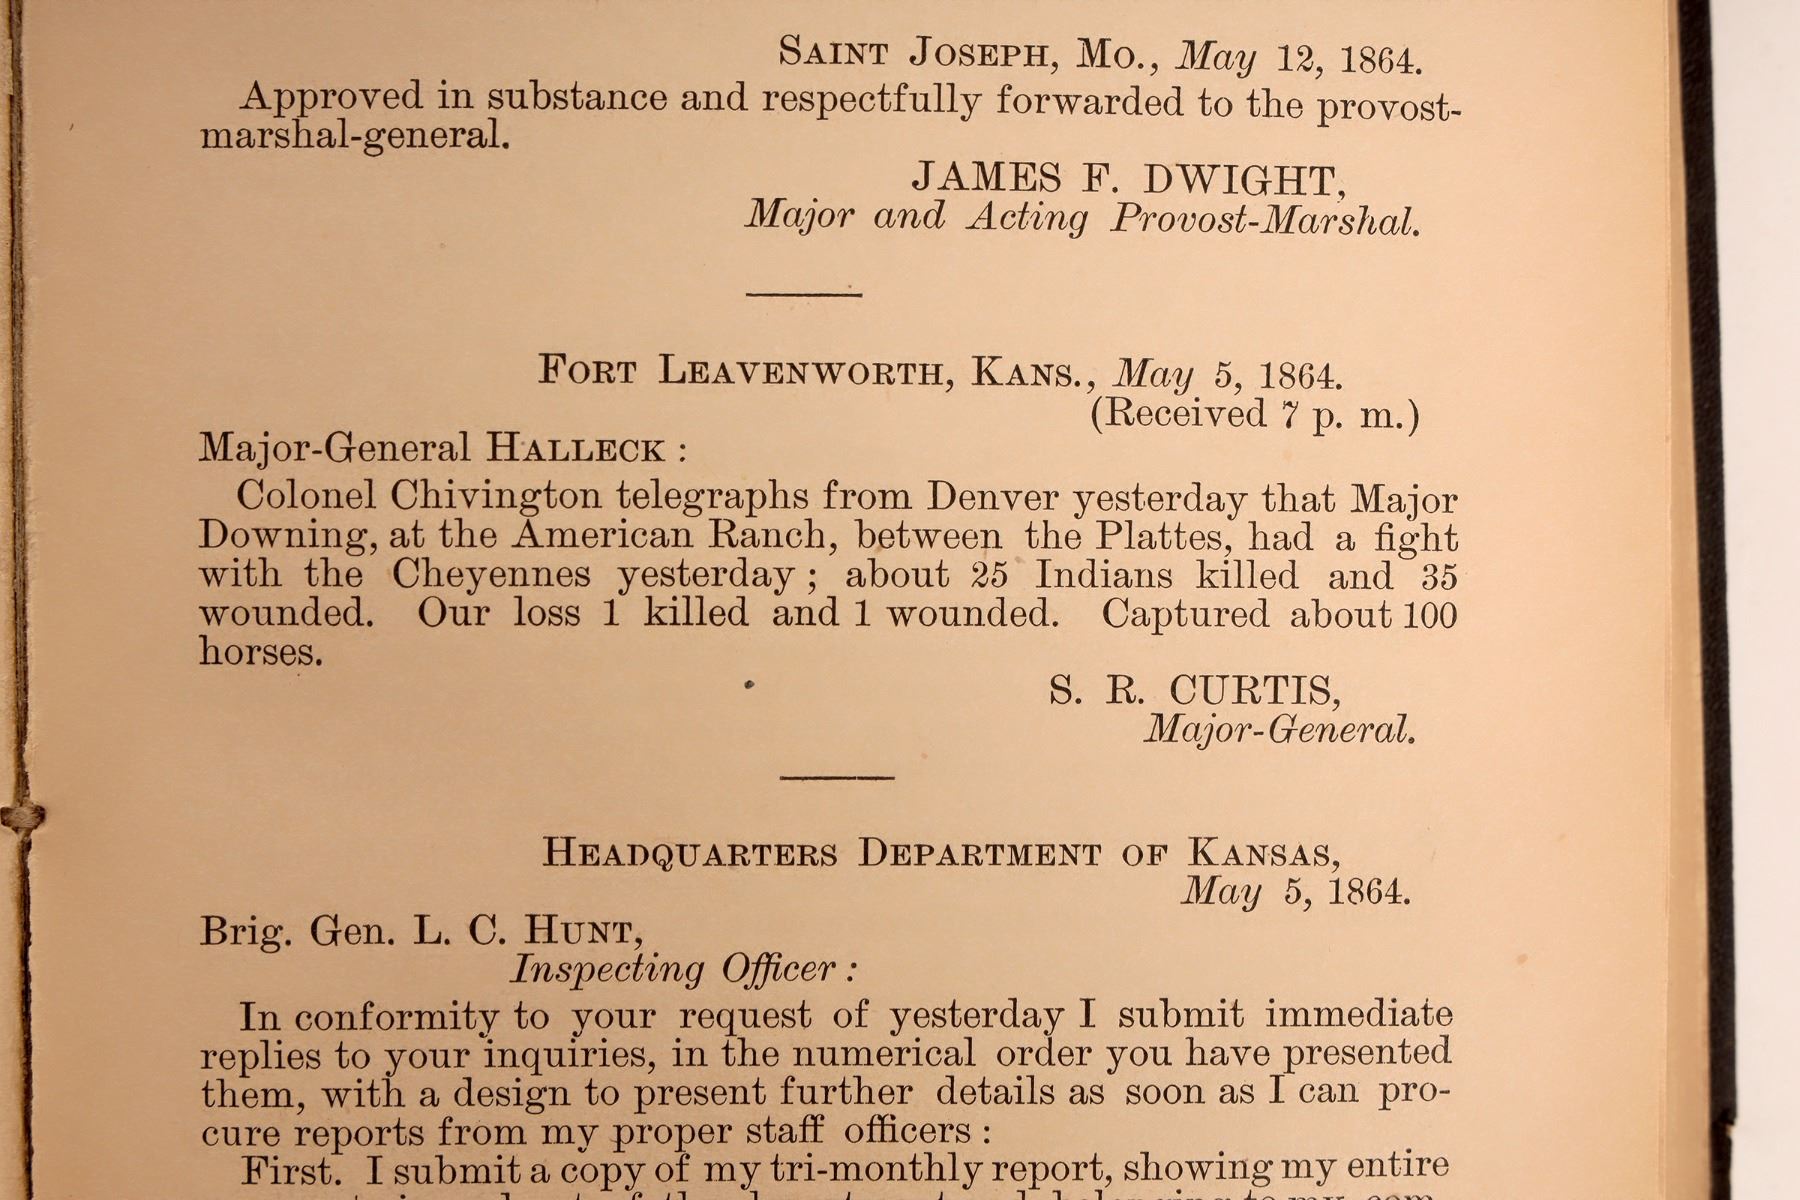 Saint Joseph, Mo., May 12, 1864.
Approved in substance and respectfully forwarded to the provost-
marshal-general.
JAMES F. DWIGHT,
Major and Acting Provost-Marshal.
Fort Leavenworth, Kans., May 5, 1864.
(Received 7 p. m.)
Major-General Halleck :
Colonel Chivington telegraphs from Denver yesterday that Major
Downing, at the American Ranch, between the Plattes, had a fight
with the Cheyennes yesterday ; about 25 Indians killed and 35
wounded. Our loss 1 killed and 1 wounded. Captured about 100
horses.
S. R. CURTIS,
Major-General.
Headquarters Department of Kansas,
May 5, 1864.
Brig. Gen. L. C. Hunt,
Inspecting Officer :
In conformity to your request of yesterday I submit immediate
replies to your inquiries, in the numerical order you have presented
them, with a design to present further details as soon as I can pro-
cure reports from my proper staff officers :
First. I submit a copy of my tri-monthly report, showing my entire